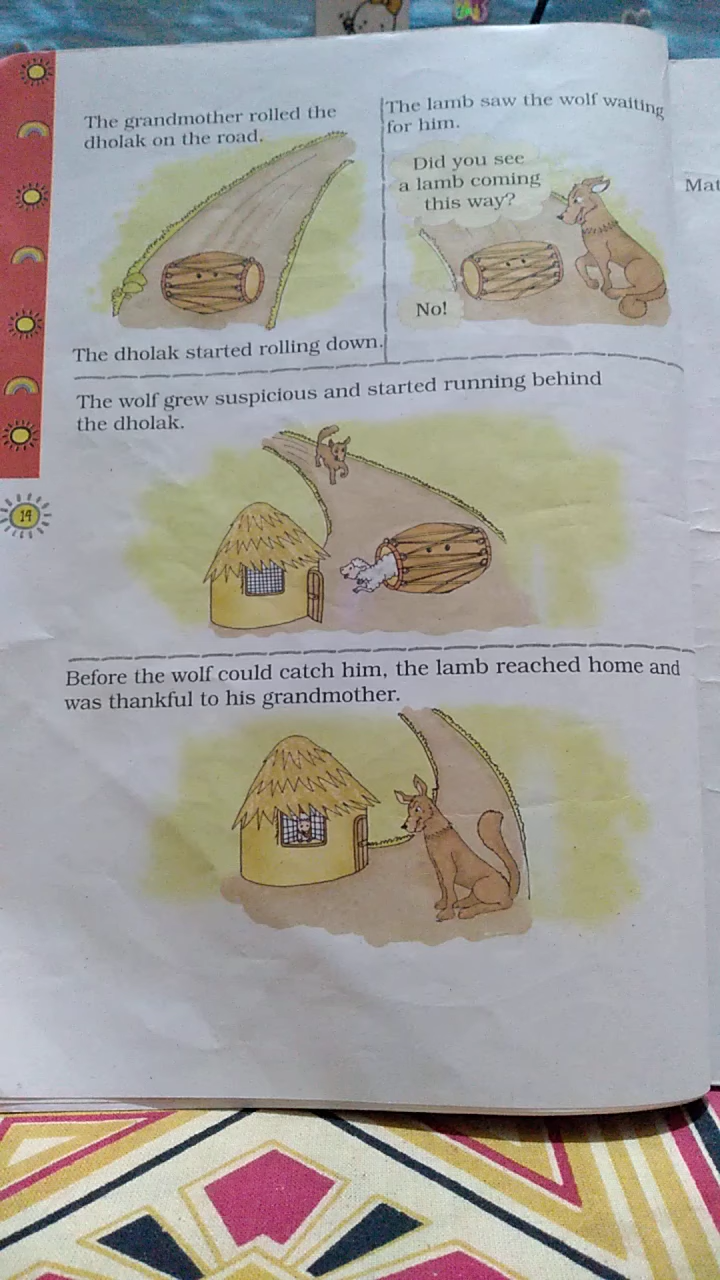 The grandmother rolled the
dholak on the road.
The dholak started rolling down.
The lamb saw the wolf waiting
for him.
Did you see
a lamb coming
this way?
No!
The wolf grew suspicious and started running behind
the dholak.
14
Before the wolf could catch him, the lamb reached home and
was thankful to his grandmother.
Mat